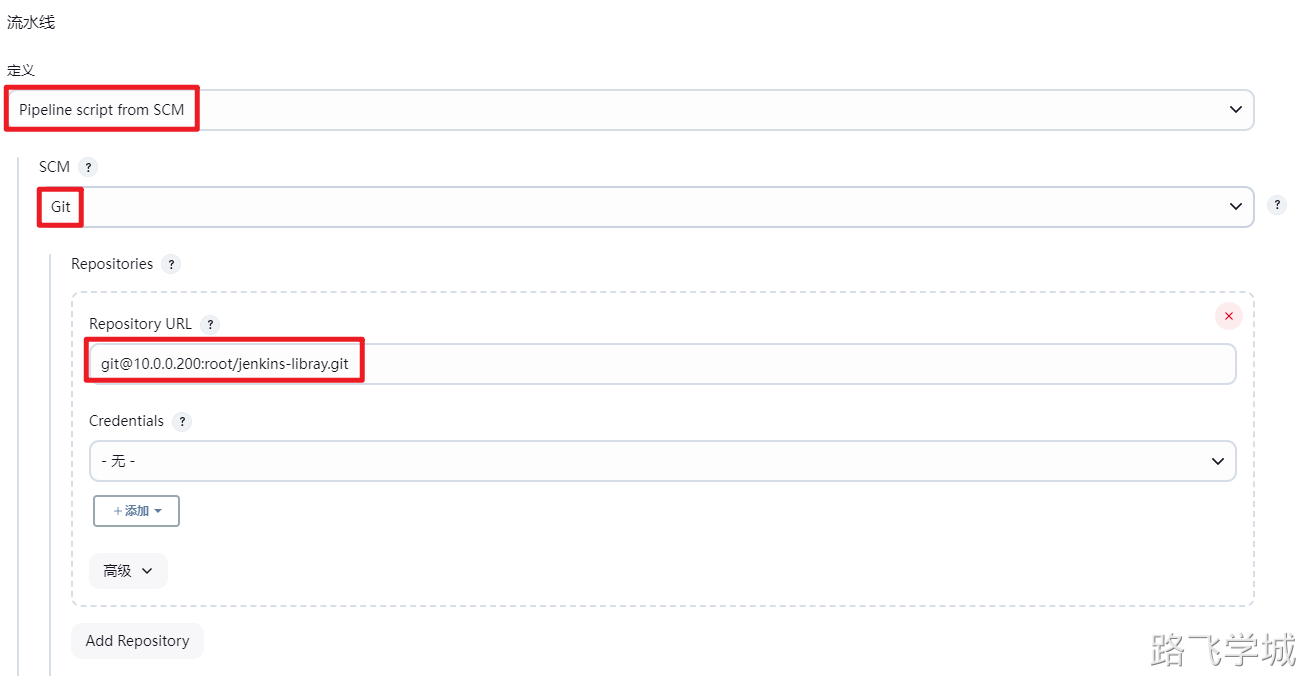 流水线
定义
Pipeline script from SCM
SCM ?
Git
?
Repositories ?
Repository URL ?
git@10.0.0.200:root/jenkins-libray.git
Credentials ?
- 无 -
+添加
高级
Add Repository
路飞学城